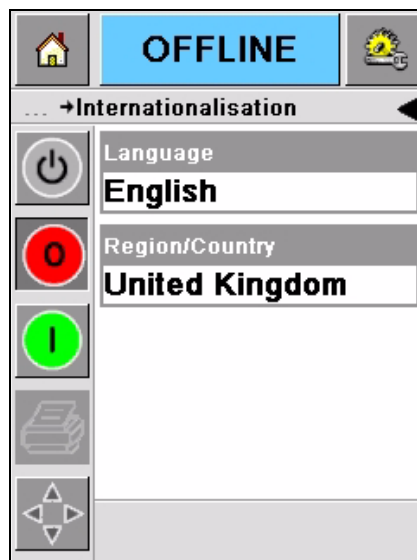 OFFLINE
... →Internationalisation
Language
English
O
Region/Country
United Kingdom
I